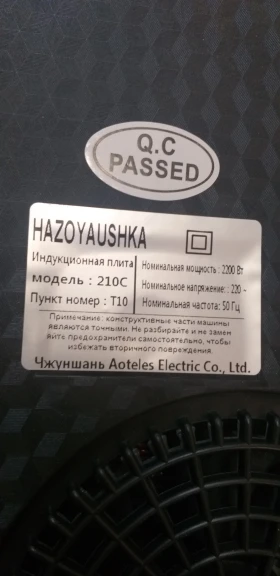 Q.C
PASSED
HAZOYAUSHKA
Индукционная плита
модель : 210C
Пункт номер : T10
Номинальная мощность : 2200 Вт
Номинальное напряжение : 220 ~
Номинальная частота: 50 Гц
Примечание: конструктивные части машины
являются точными. Не разбирайте и не замен
яйте предохранители самостоятельно, чтобы
избежать вторичного повреждения.
Чжуншань Aoteles Electric Co., Ltd.